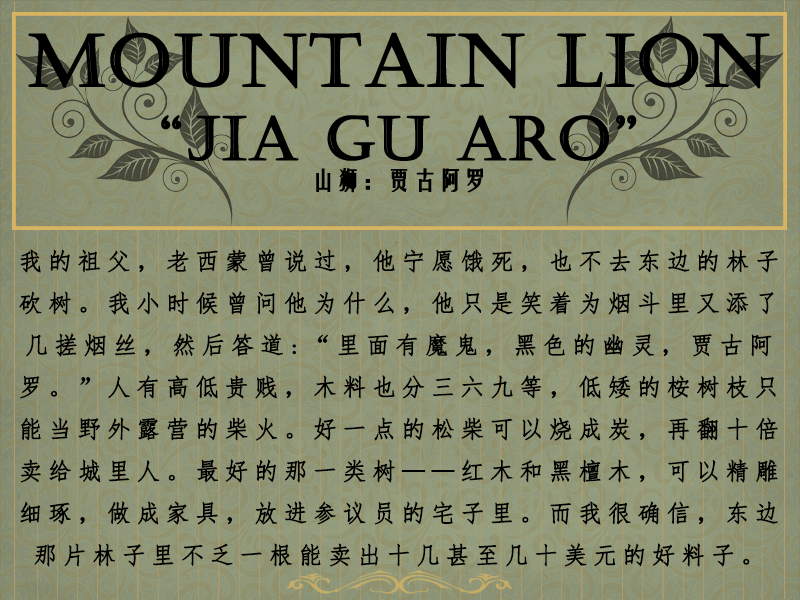 MOUNTAIN LION
“JIA GU ARO”
山狮：贾古阿罗
我的祖父，老西蒙曾说过，他宁愿饿死，也不去东边的林子
砍树。我小时候曾问他为什么，他只是笑着为烟斗里又添了
几搓烟丝，然后答道：“里面有魔鬼，黑色的幽灵，贾古阿
罗。”人有高低贵贱，木料也分三六九等，低矮的桉树枝只
能当野外露营的柴火。好一点的松柴可以烧成炭，再翻十倍
卖给城里人。最好的那一类树——红木和黑檀木，可以精雕
细琢，做成家具，放进参议员的宅子里。而我很确信，东边
那片林子里不乏一根能卖出十几甚至几十美元的好料子。